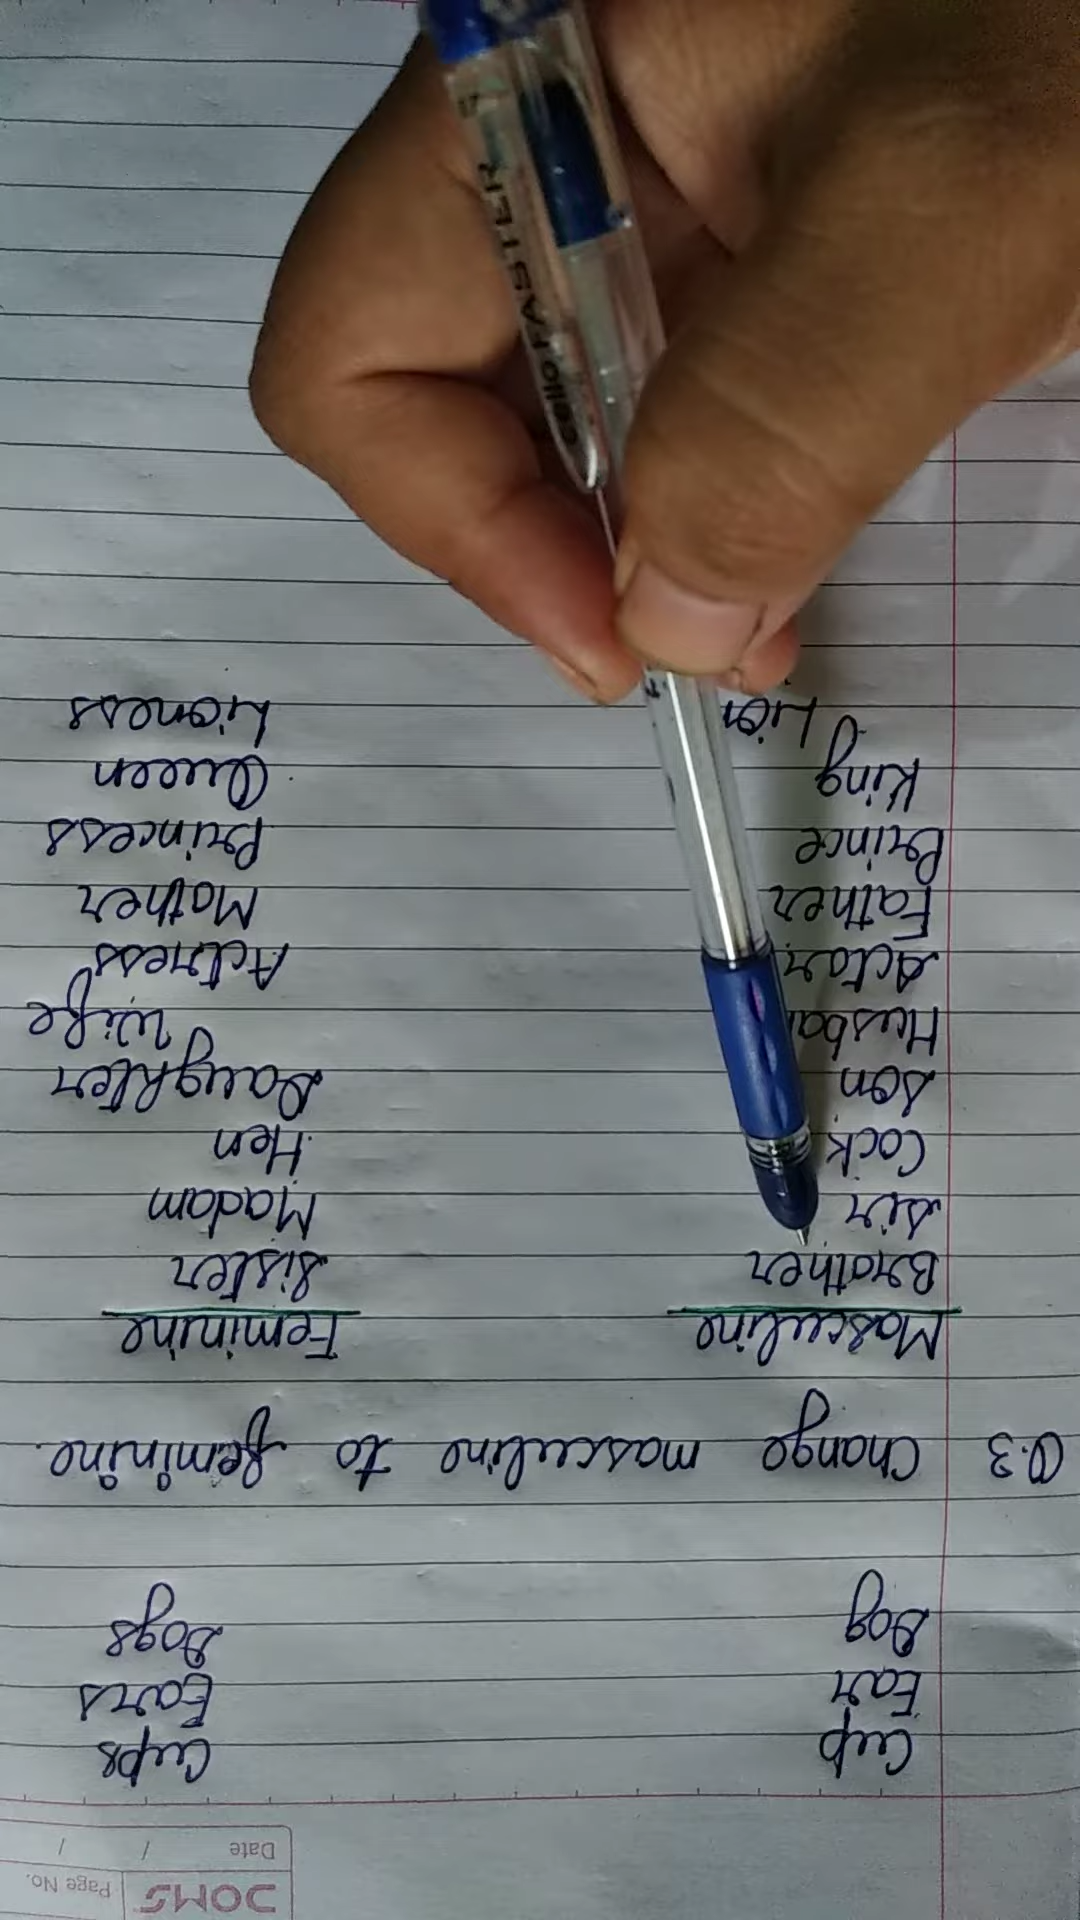 DOMS Page No.
Date / /
Cup Cups
Ear Ears
Dog Dogs
Q.3 Change masculine to feminine.
Masculine Feminine
Brother Sister
Sir Madam
Cock Hen
Son Daughter
Wife
Actor Actress
Father Mother
Prince Princess
King Queen
Lioness
cello FASTER